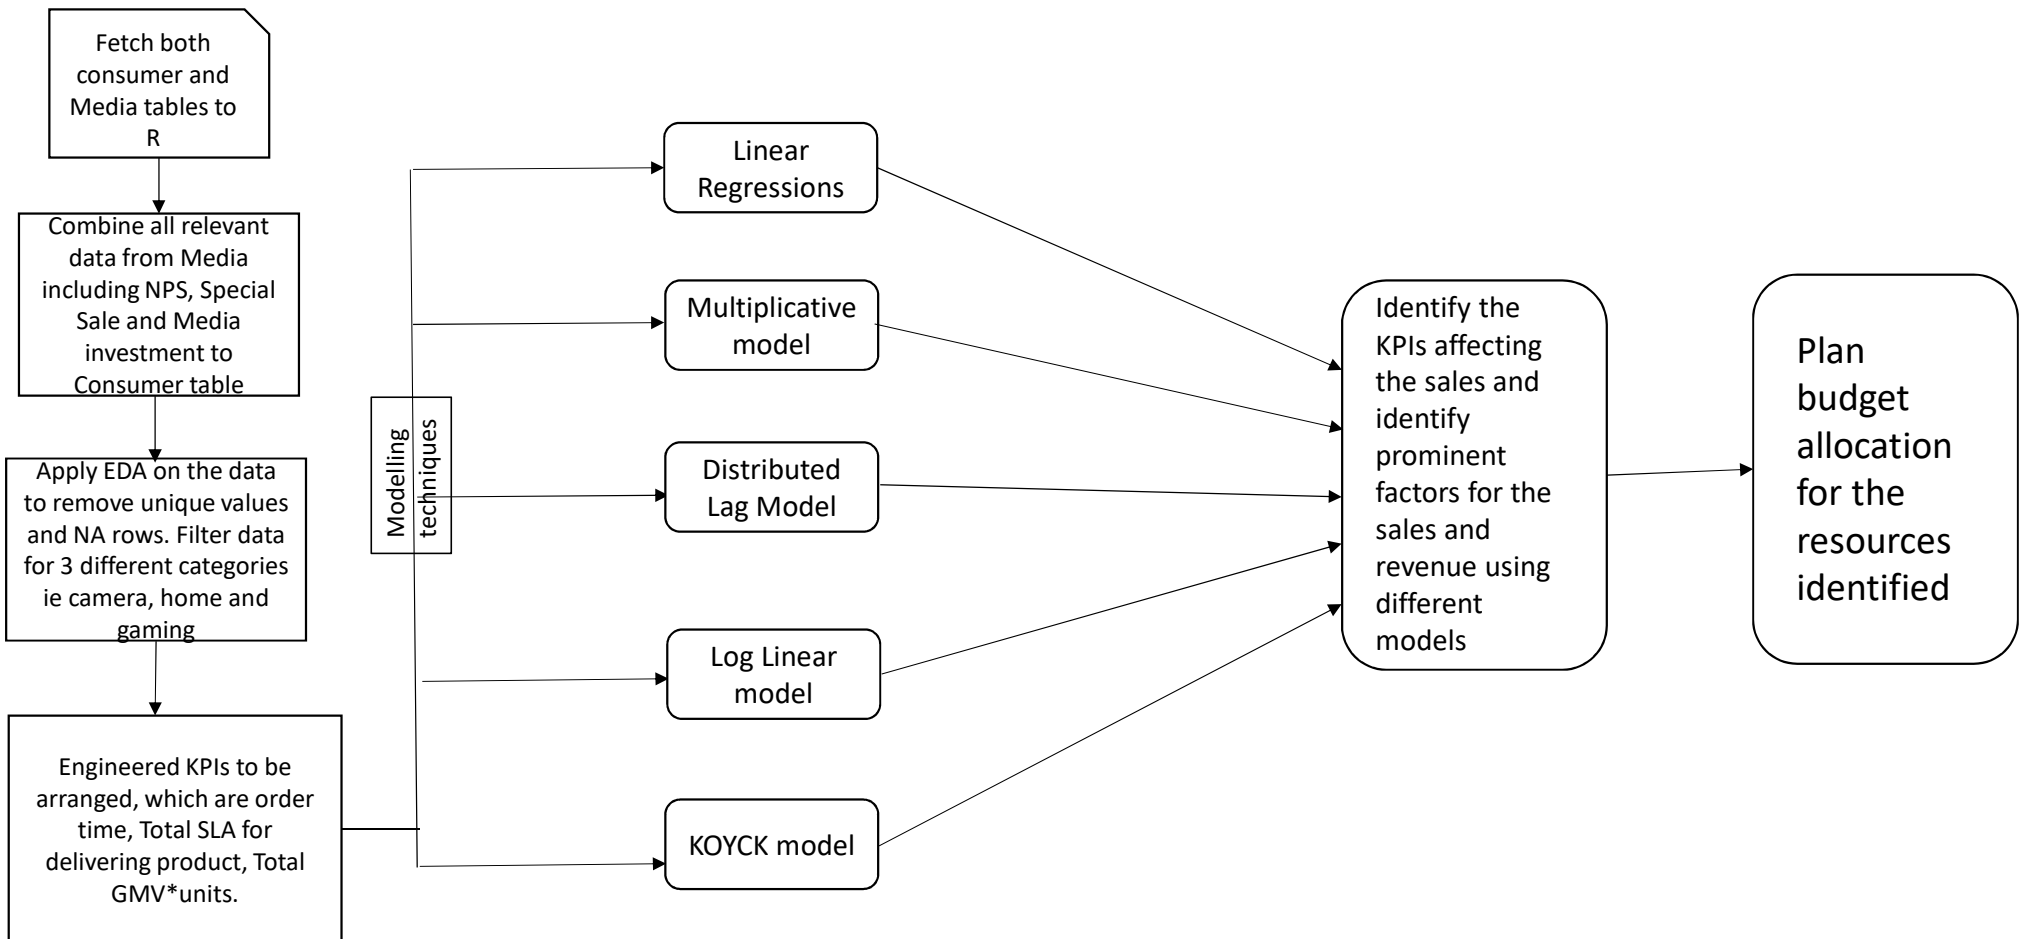 Fetch both
consumer and
Media tables to
R
Combine all relevant
data from Media
including NPS, Special
Sale and Media
investment to
Consumer table
Apply EDA on the data
to remove unique values
and NA rows. Filter data
for 3 different categories
ie camera, home and
gaming
Engineered KPIs to be
arranged, which are order
time, Total SLA for
delivering product, Total
GMV*units.
Modelling
techniques
Linear
Regressions
Multiplicative
model
Distributed
Lag Model
Log Linear
model
KOYCK model
Identify the
KPIs affecting
the sales and
identify
prominent
factors for the
sales and
revenue using
different
models
Plan
budget
allocation
for the
resources
identified